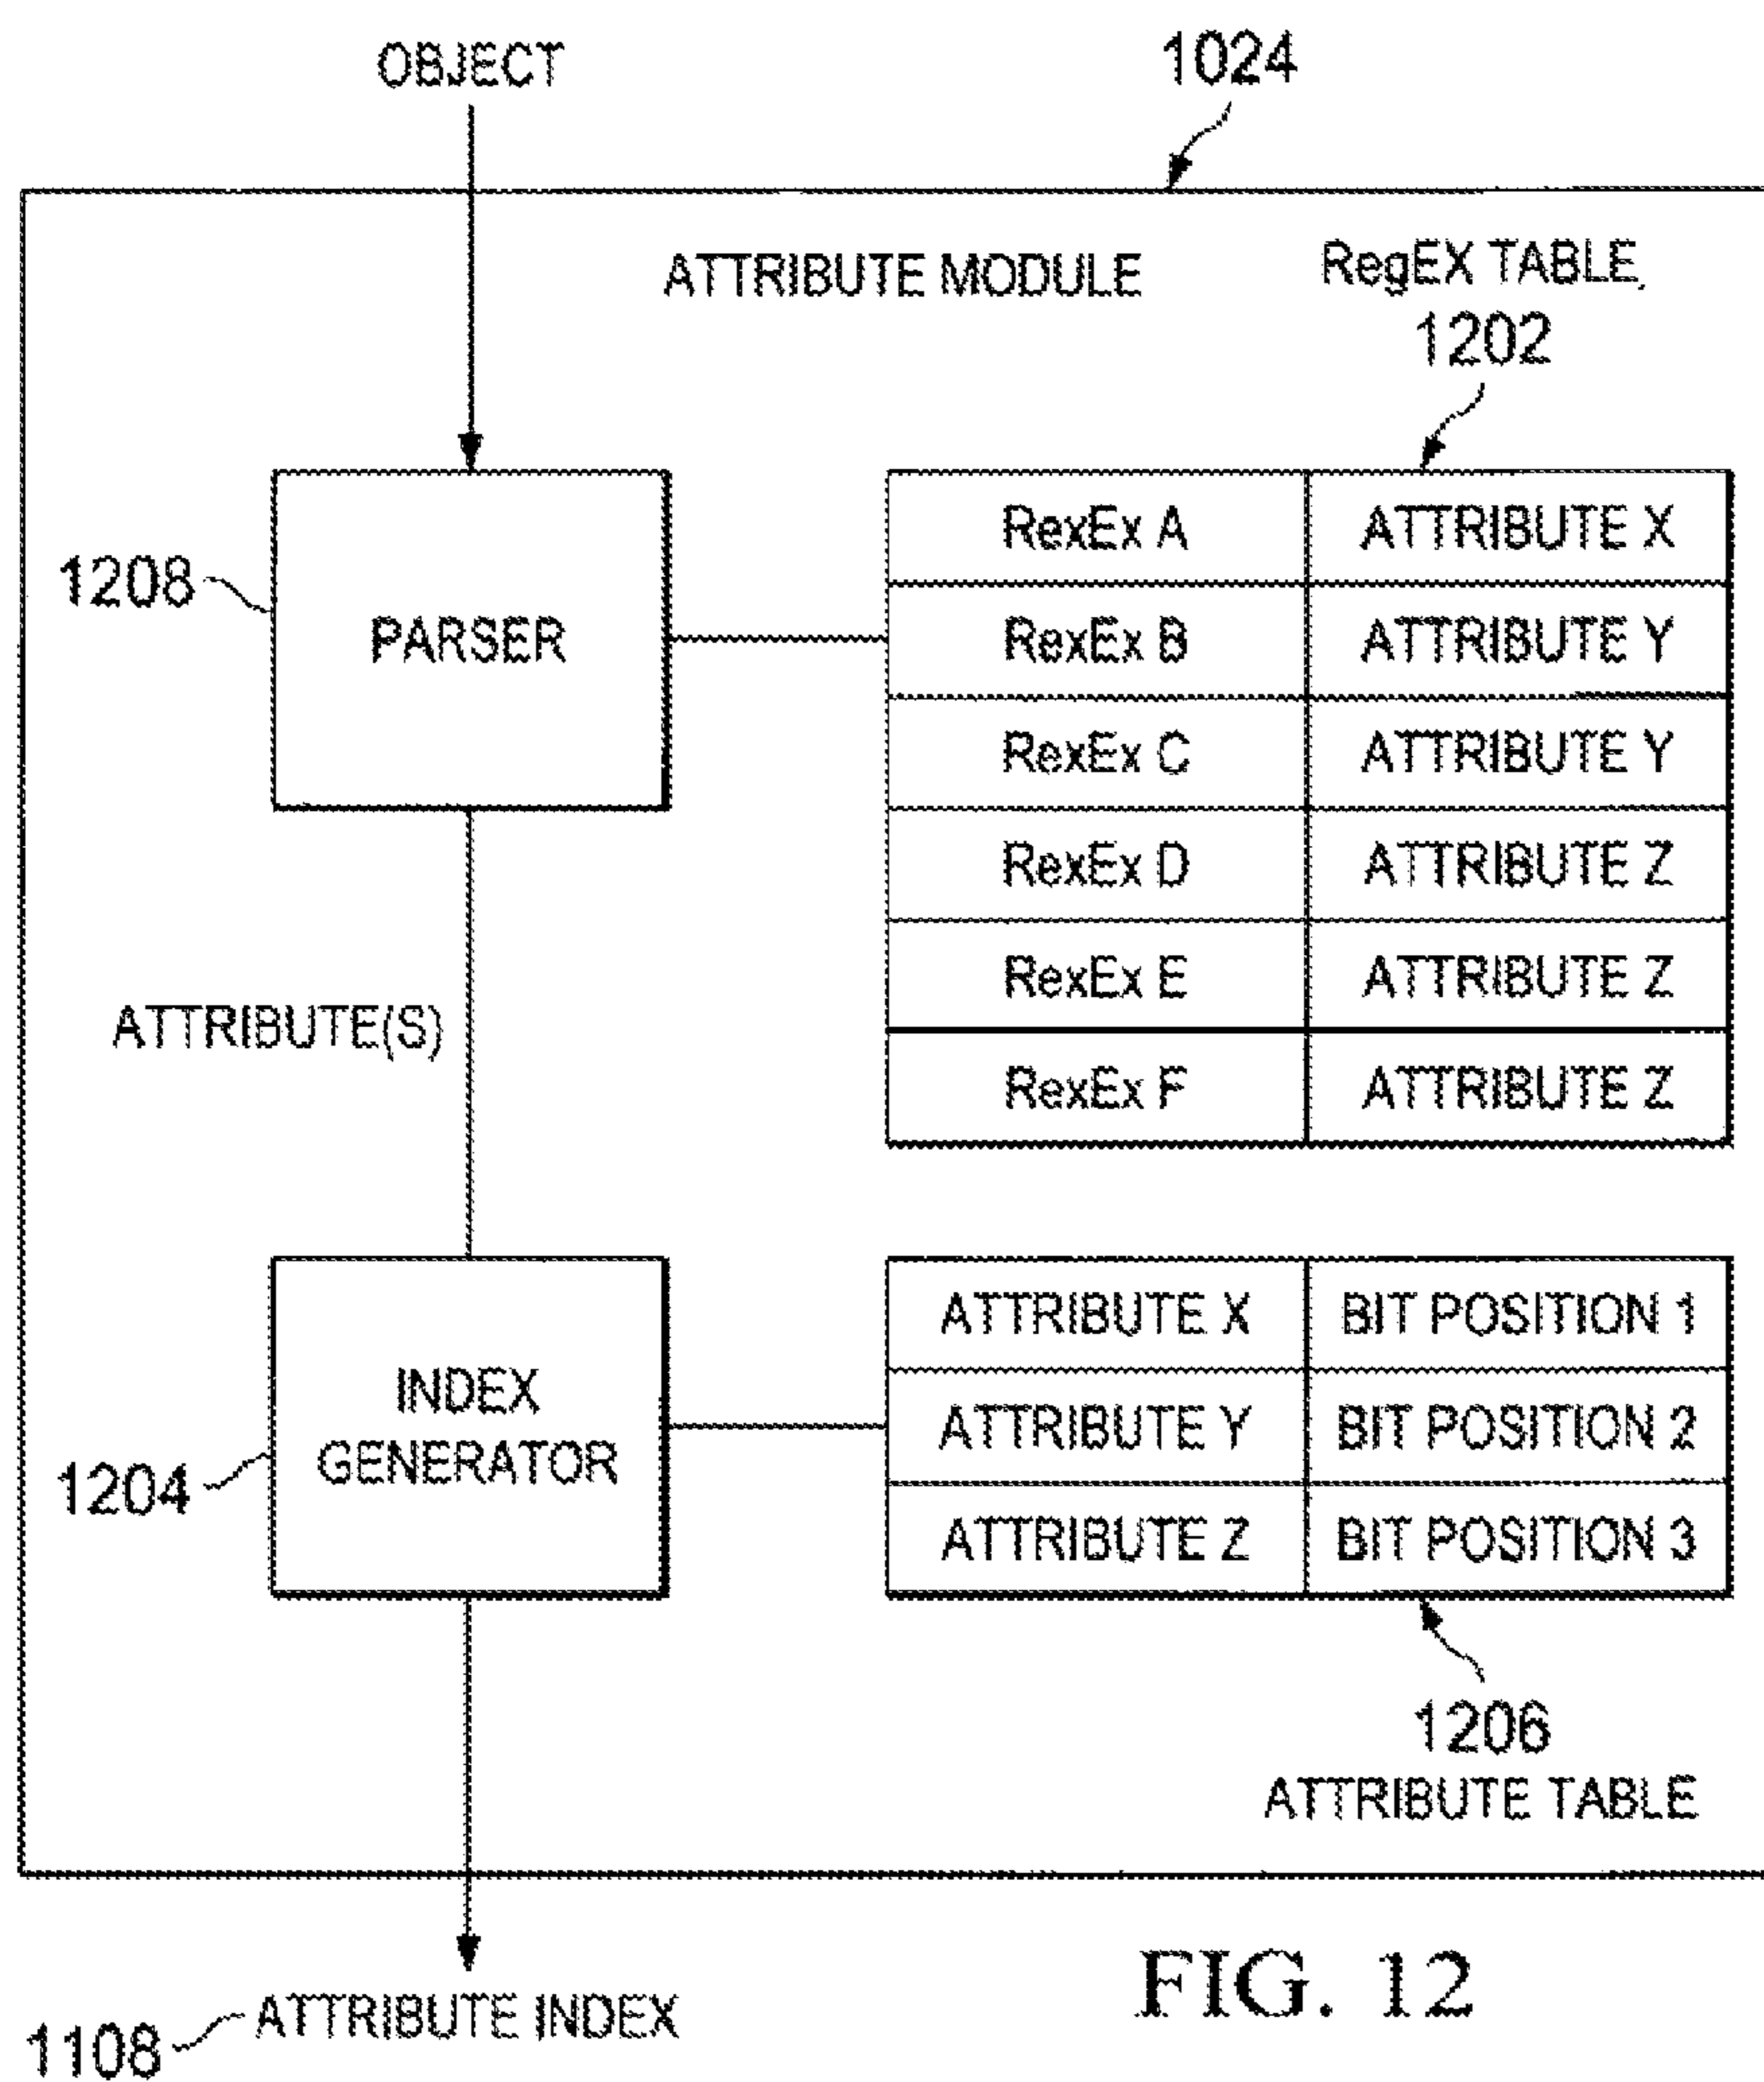 OBJECT
1024
ATTRIBUTE MODULE
RegEX TABLE
1202
1208
PARSER
RexEx A ATTRIBUTE X
RexEx B ATTRIBUTE Y
RexEx C ATTRIBUTE Y
RexEx D ATTRIBUTE Z
RexEx E ATTRIBUTE Z
RexEx F ATTRIBUTE Z
ATTRIBUTE(S)
1204
INDEX
GENERATOR
ATTRIBUTE X BIT POSITION 1
ATTRIBUTE Y BIT POSITION 2
ATTRIBUTE Z BIT POSITION 3
1206
ATTRIBUTE TABLE
1108 ATTRIBUTE INDEX
FIG. 12